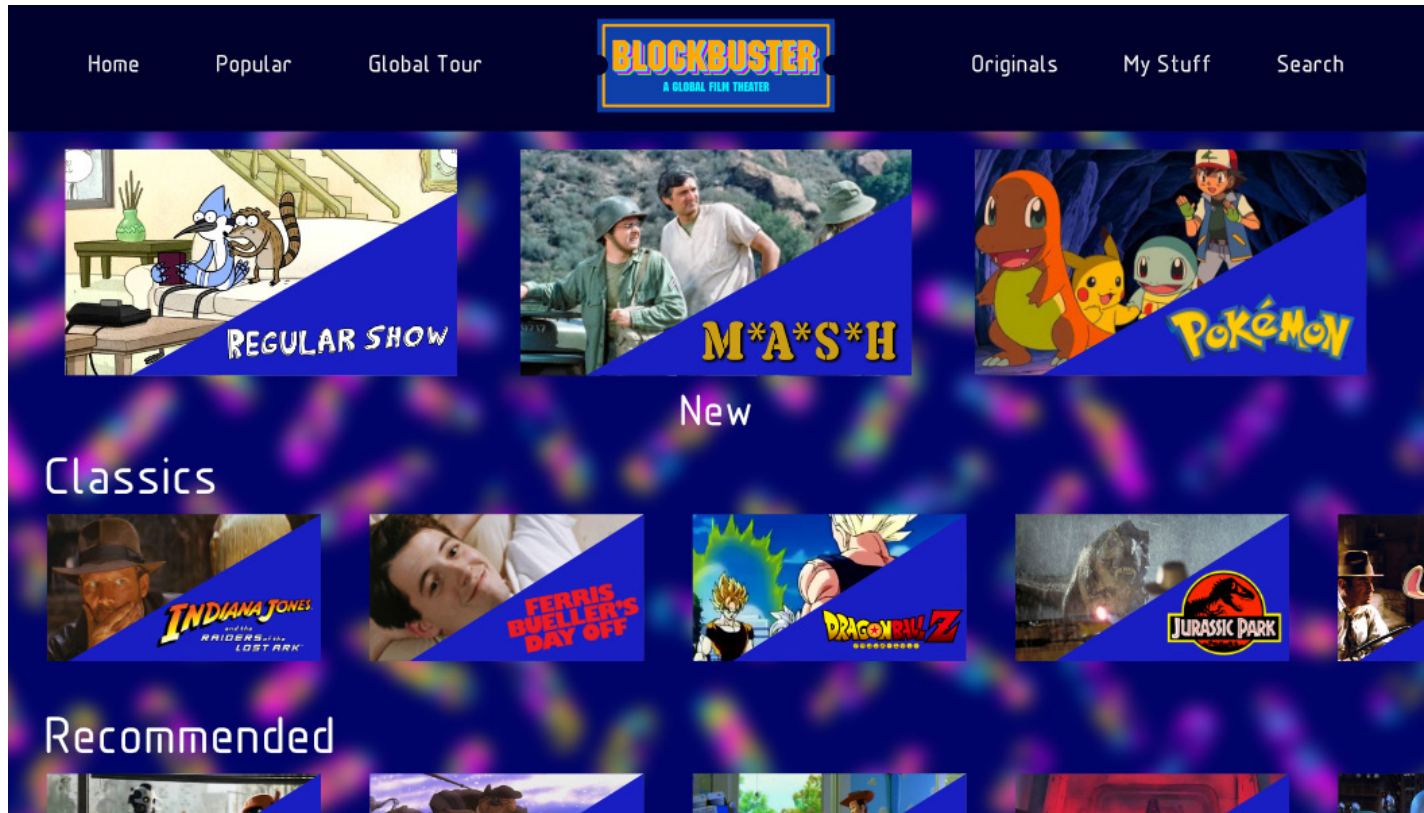 Home
Popular
Global Tour
BLOCKBUSTER
A GLOBAL FILM THEATER
Originals
My Stuff
Search
REGULAR SHOW
M*A*S*H
POKéMON
New
Classics
INDIANA JONES
and the
RAIDERS of the
LOST ARK
FERRIS
BUELLER'S
DAY OFF
DRAGON BALL Z
JURASSIC PARK
Recommended